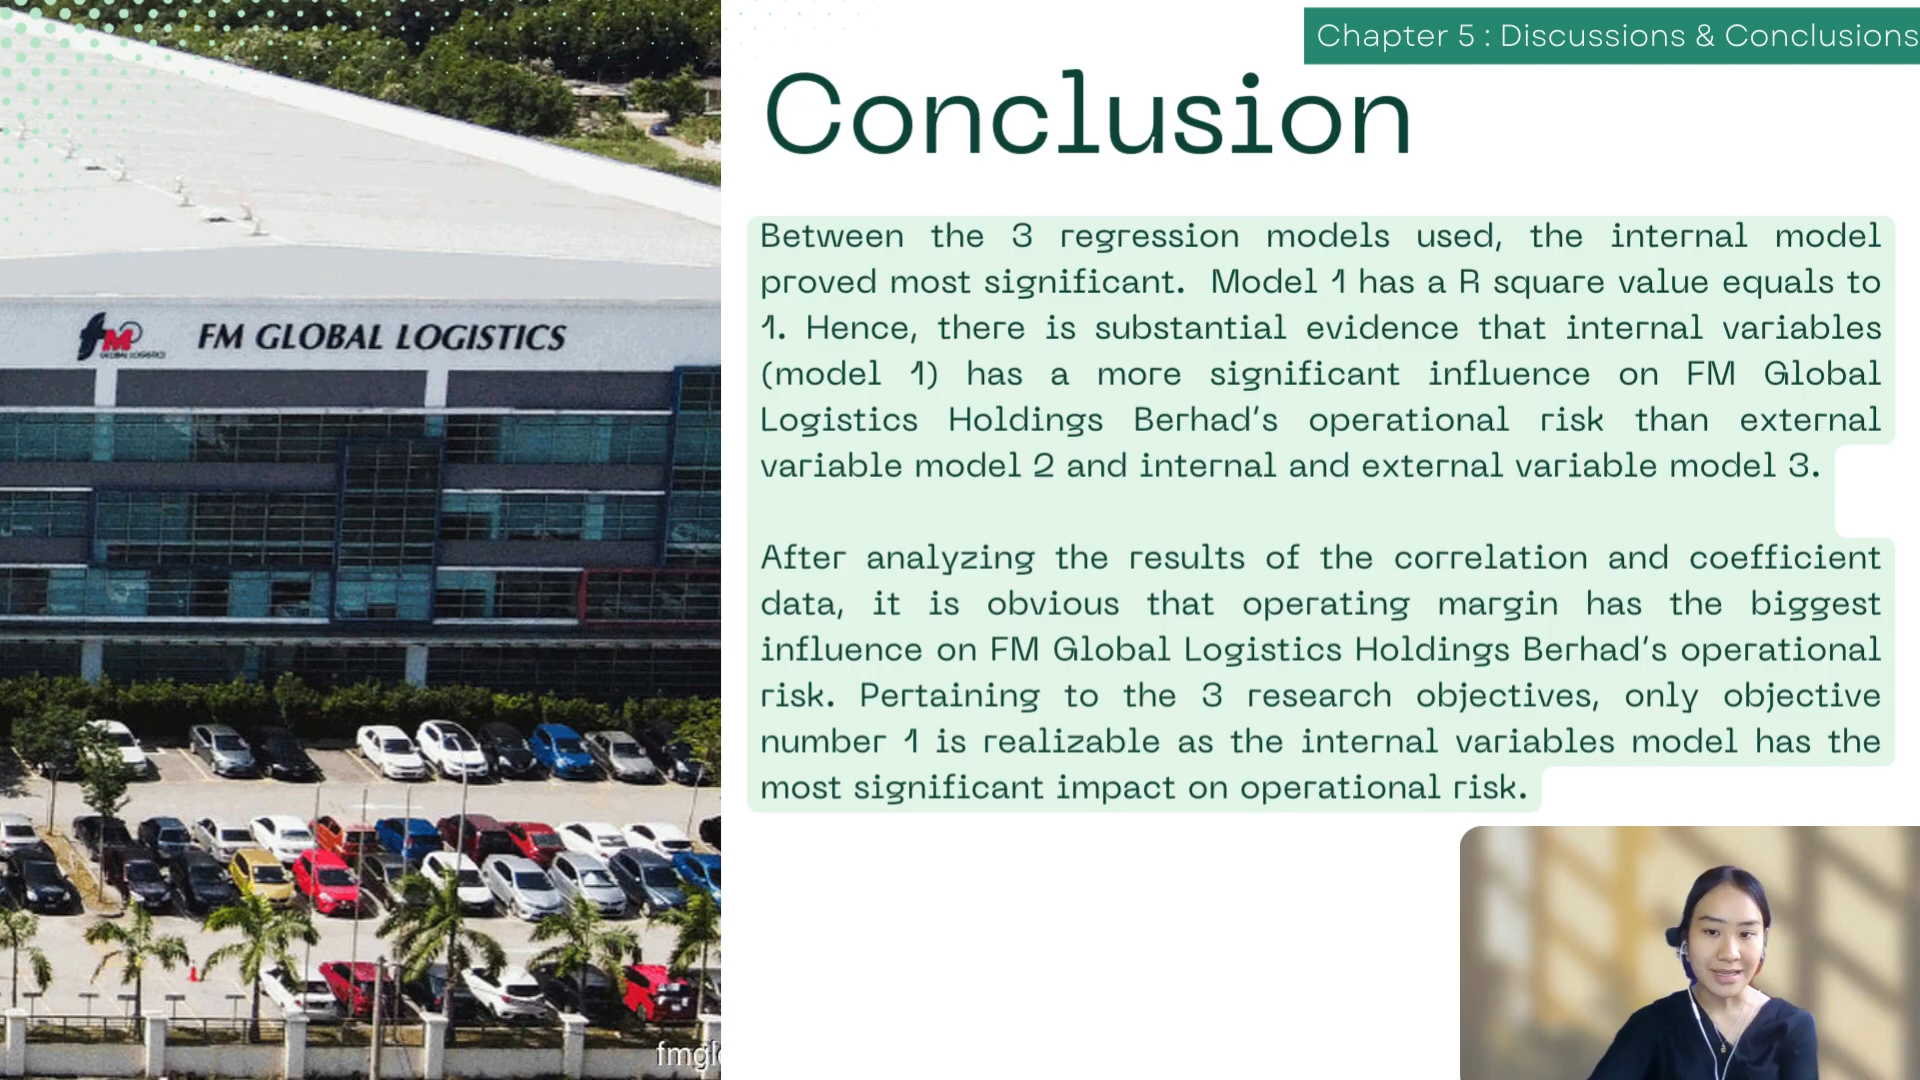 Chapter 5 : Discussions & Conclusions
Conclusion
FM GLOBAL LOGISTICS
FM
GLOBAL LOGISTICS
Between the 3 regression models used, the internal model
proved most significant. Model 1 has a R square value equals to
1. Hence, there is substantial evidence that internal variables
(model 1) has a more significant influence on FM Global
Logistics Holdings Berhad's operational risk than external
variable model 2 and internal and external variable model 3.
After analyzing the results of the correlation and coefficient
data, it is obvious that operating margin has the biggest
influence on FM Global Logistics Holdings Berhad's operational
risk. Pertaining to the 3 research objectives, only objective
number 1 is realizable as the internal variables model has the
most significant impact on operational risk.